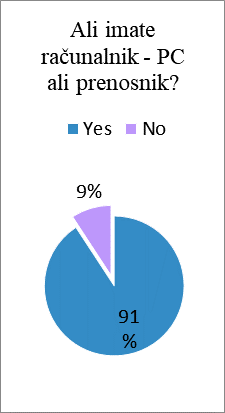 Ali imate
računalnik - PC
ali prenosnik?
Yes No
9%
91
%